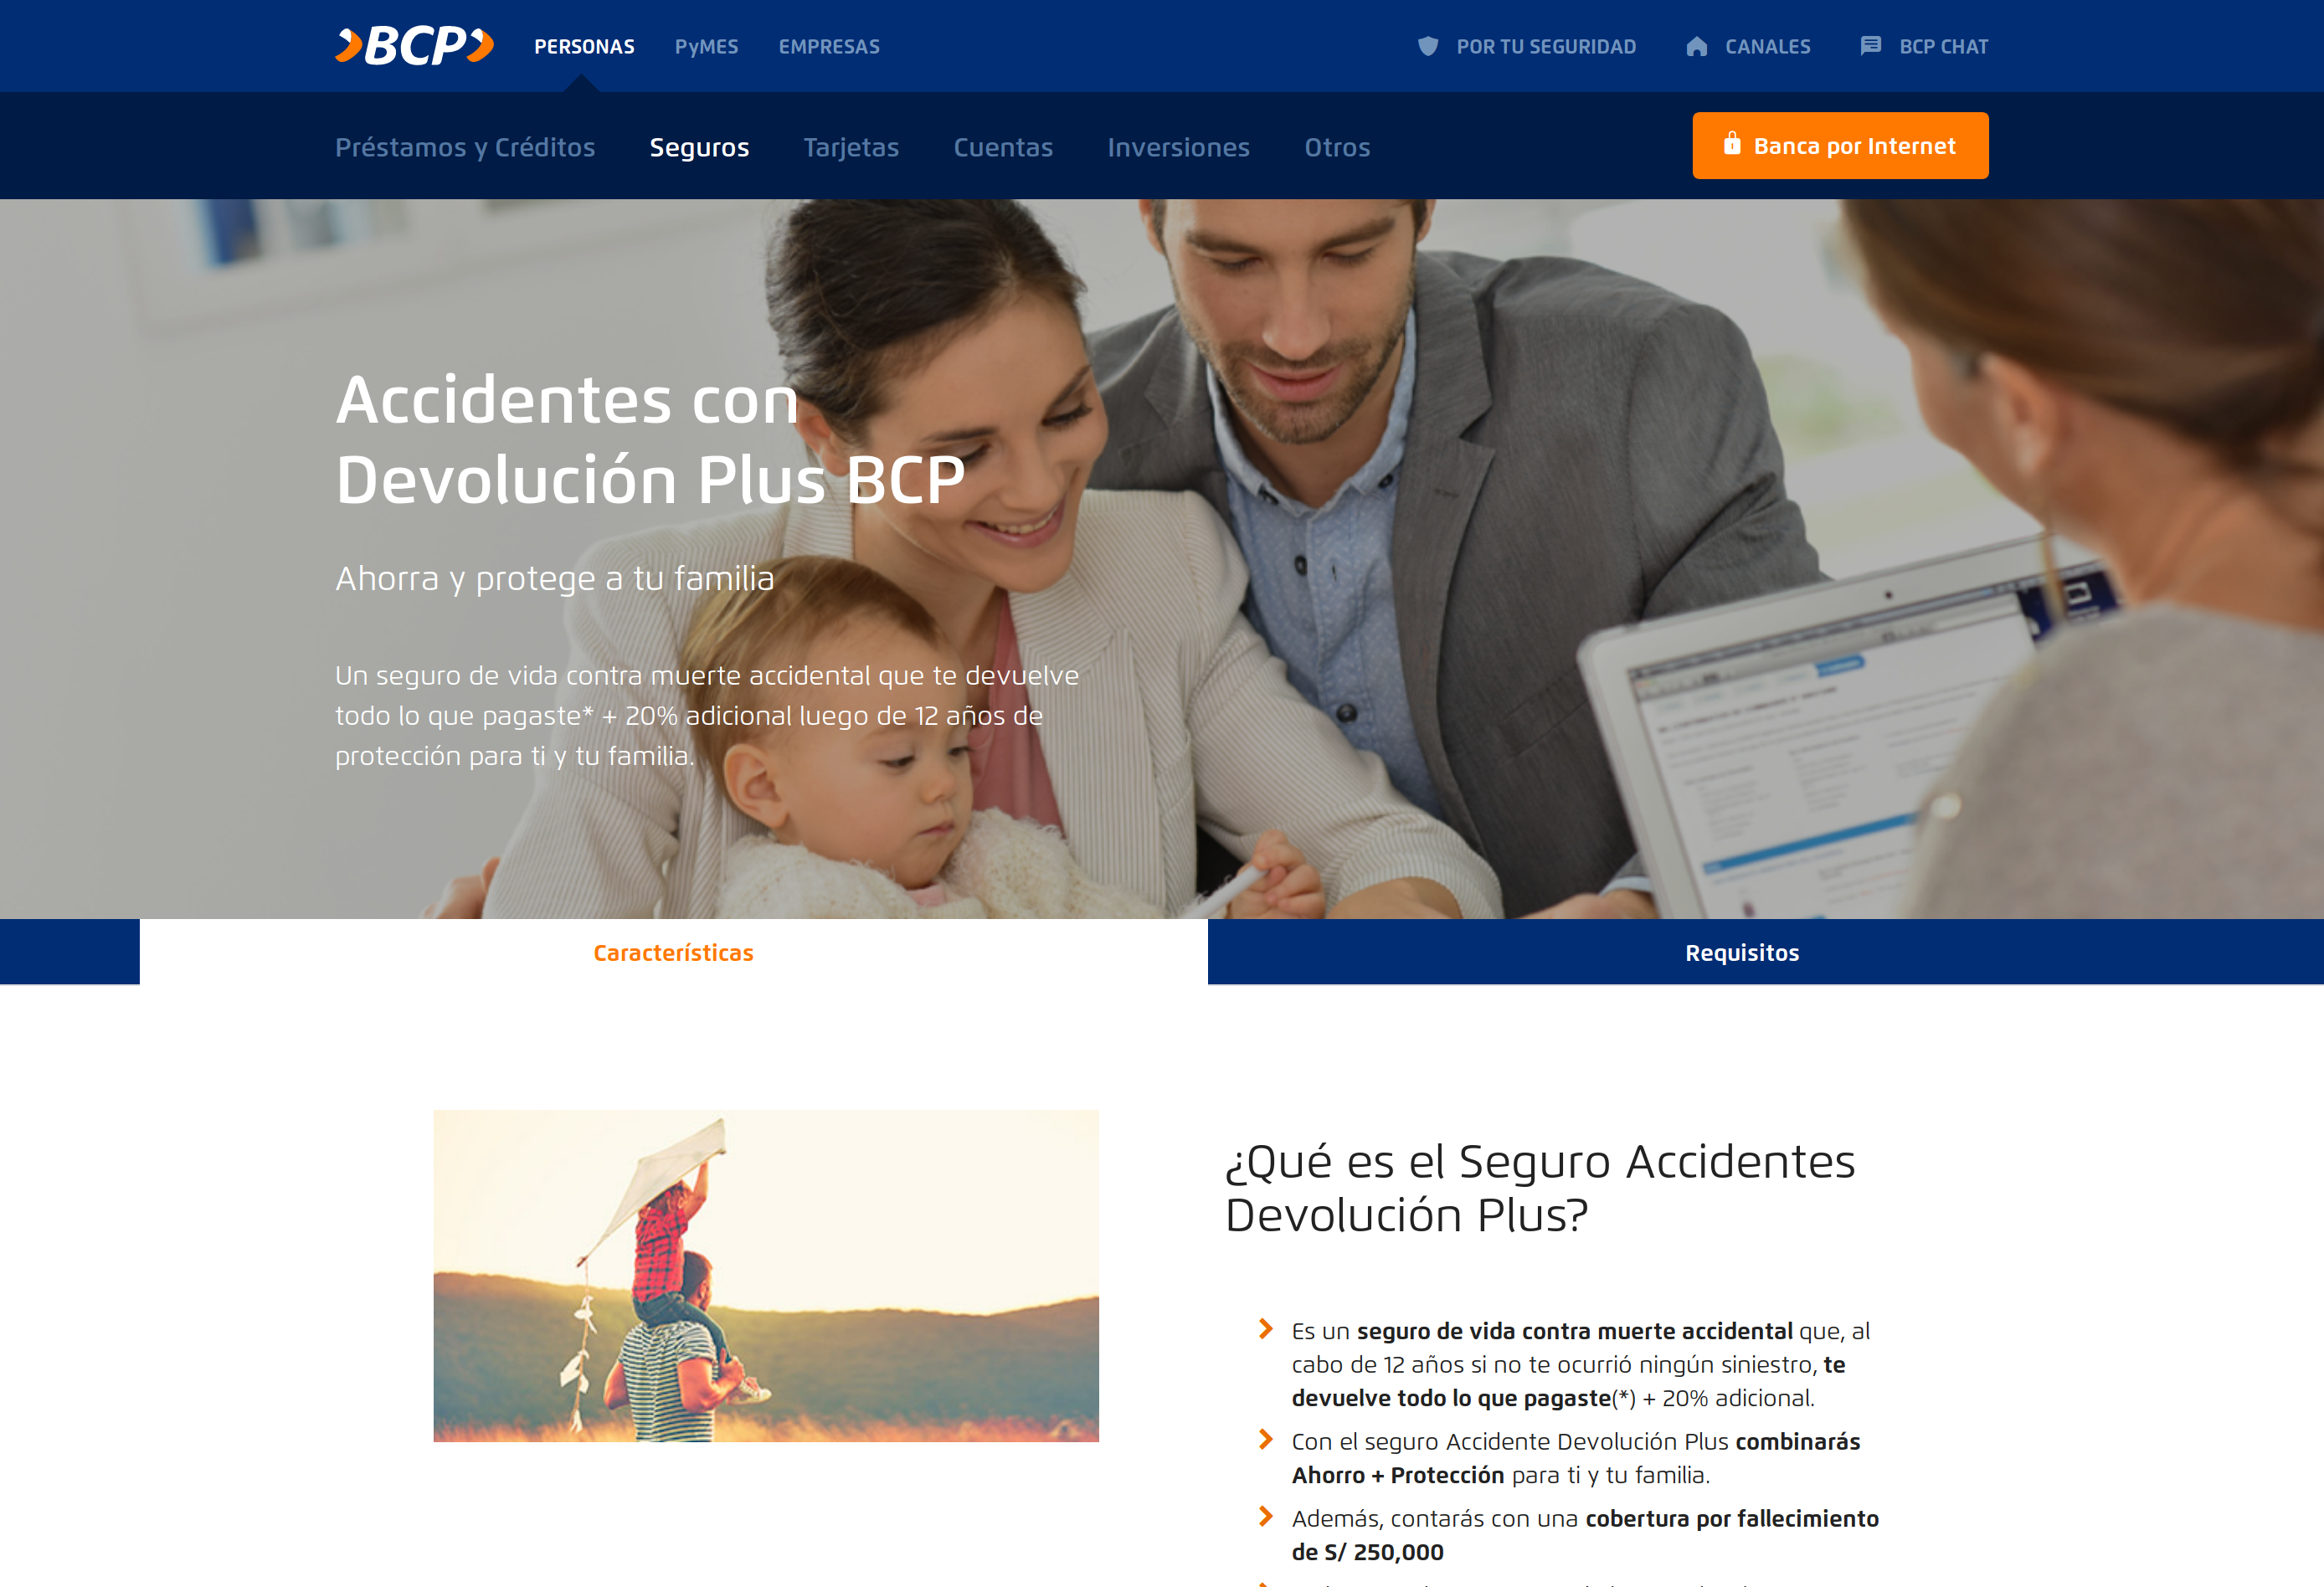 BCP
PERSONAS
PyMES
EMPRESAS
POR TU SEGURIDAD
CANALES
BCP CHAT
Préstamos y Créditos
Seguros
Tarjetas
Cuentas
Inversiones
Otros
Banca por Internet
Accidentes con
Devolución Plus BCP
Ahorra y protege a tu familia
Un seguro de vida contra muerte accidental que te devuelve
todo lo que pagaste* + 20% adicional luego de 12 años de
protección para ti y tu familia.
Características
Requisitos
¿Qué es el Seguro Accidentes
Devolución Plus?
Es un seguro de vida contra muerte accidental que, al
cabo de 12 años si no te ocurrió ningún siniestro, te
devuelve todo lo que pagaste(*) + 20% adicional.
Con el seguro Accidente Devolución Plus combinarás
Ahorro + Protección para ti y tu familia.
Además, contarás con una cobertura por fallecimiento
de S/ 250,000